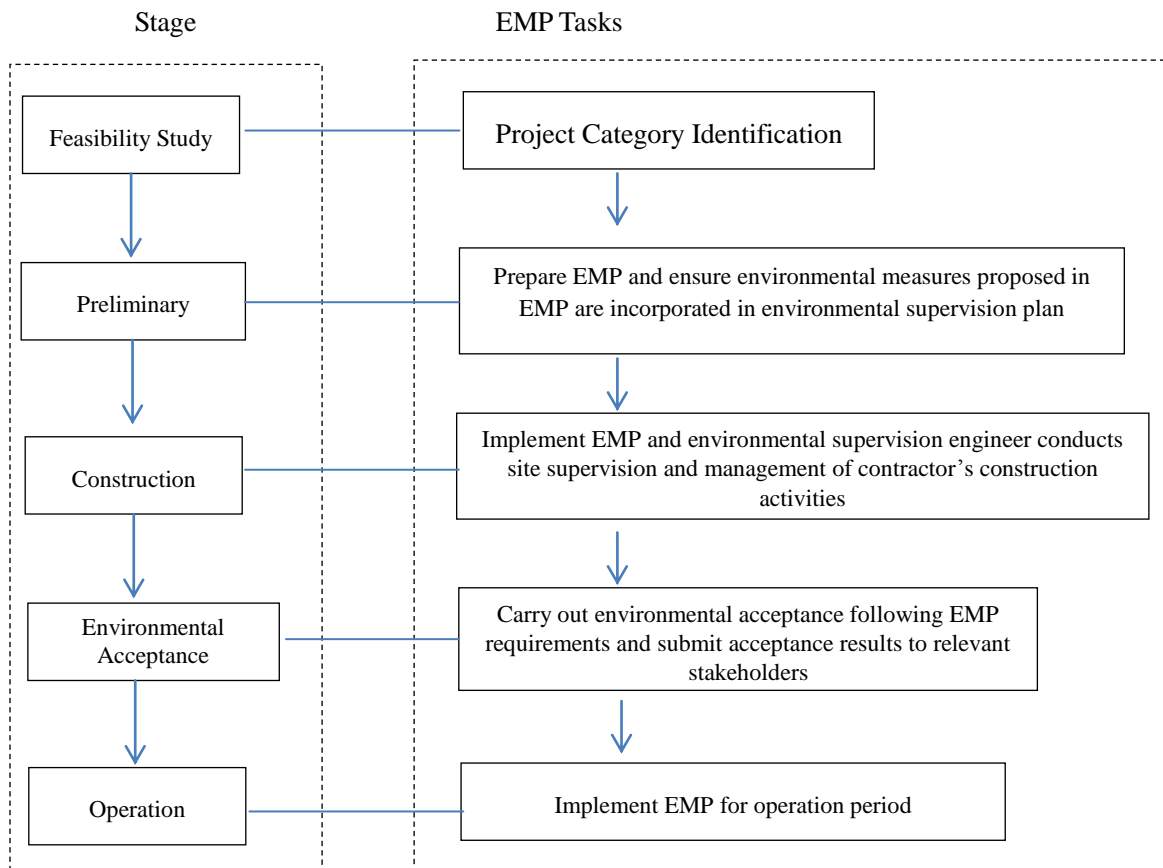 Stage
EMP Tasks
Feasibility Study
Project Category Identification
Preliminary
Prepare EMP and ensure environmental measures proposed in
EMP are incorporated in environmental supervision plan
Construction
Implement EMP and environmental supervision engineer conducts
site supervision and management of contractor’s construction
activities
Environmental
Acceptance
Carry out environmental acceptance following EMP
requirements and submit acceptance results to relevant
stakeholders
Operation
Implement EMP for operation period